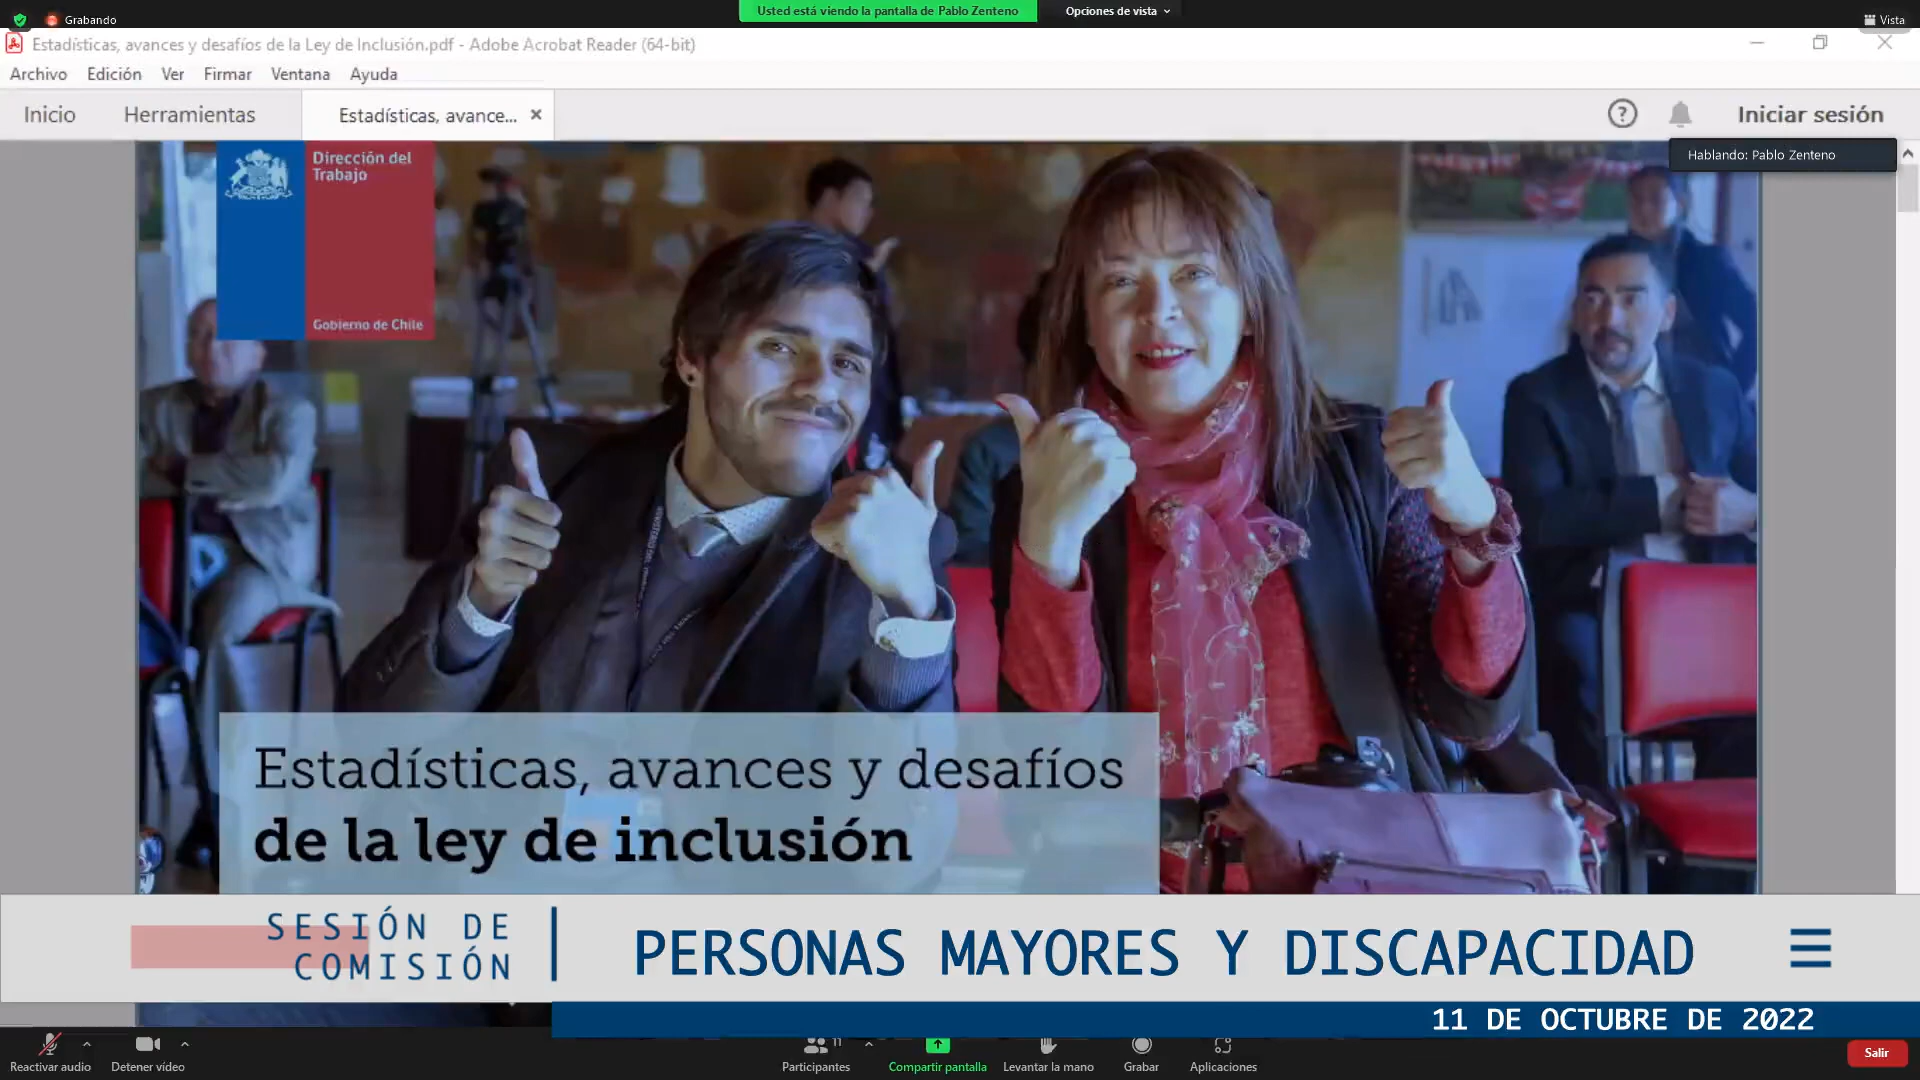 Grabando
Usted está viendo la pantalla de Pablo Zenteno
Opciones de vista
Vista
Estadísticas, avances y desafíos de la Ley de Inclusión.pdf - Adobe Acrobat Reader (64-bit)
Archivo Edición Ver Firmar Ventana Ayuda
Inicio Herramientas Estadísticas, avance... Iniciar sesión
Hablando: Pablo Zenteno
Dirección del
Trabajo
Gobierno de Chile
Estadísticas, avances y desafíos
de la ley de inclusión
SESIÓN DE
COMISIÓN
PERSONAS MAYORES Y DISCAPACIDAD
11 DE OCTUBRE DE 2022
11
Reactivar audio Detener vídeo Participantes Compartir pantalla Levantar la mano Grabar Aplicaciones Salir